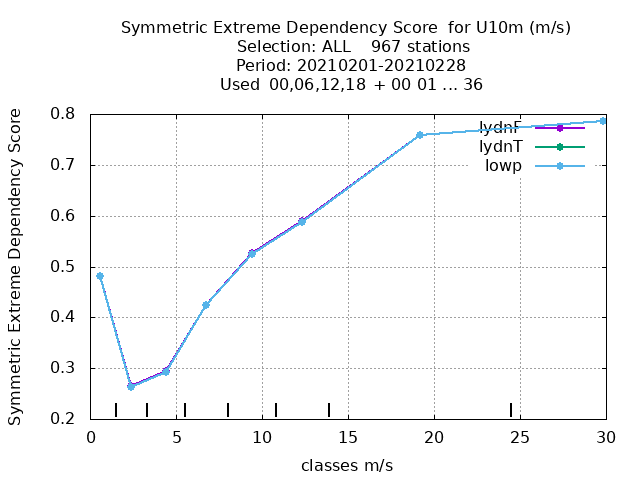 Symmetric Extreme Dependency Score for U10m (m/s)
Selection: ALL 967 stations
Period: 20210201-20210228
Used 00,06,12,18 + 00 01 ... 36
Symmetric Extreme Dependency Score
0.8
0.7
0.6
0.5
0.4
0.3
0.2
lydnF
lydnT
lowp
0 5 10 15 20 25 30
classes m/s